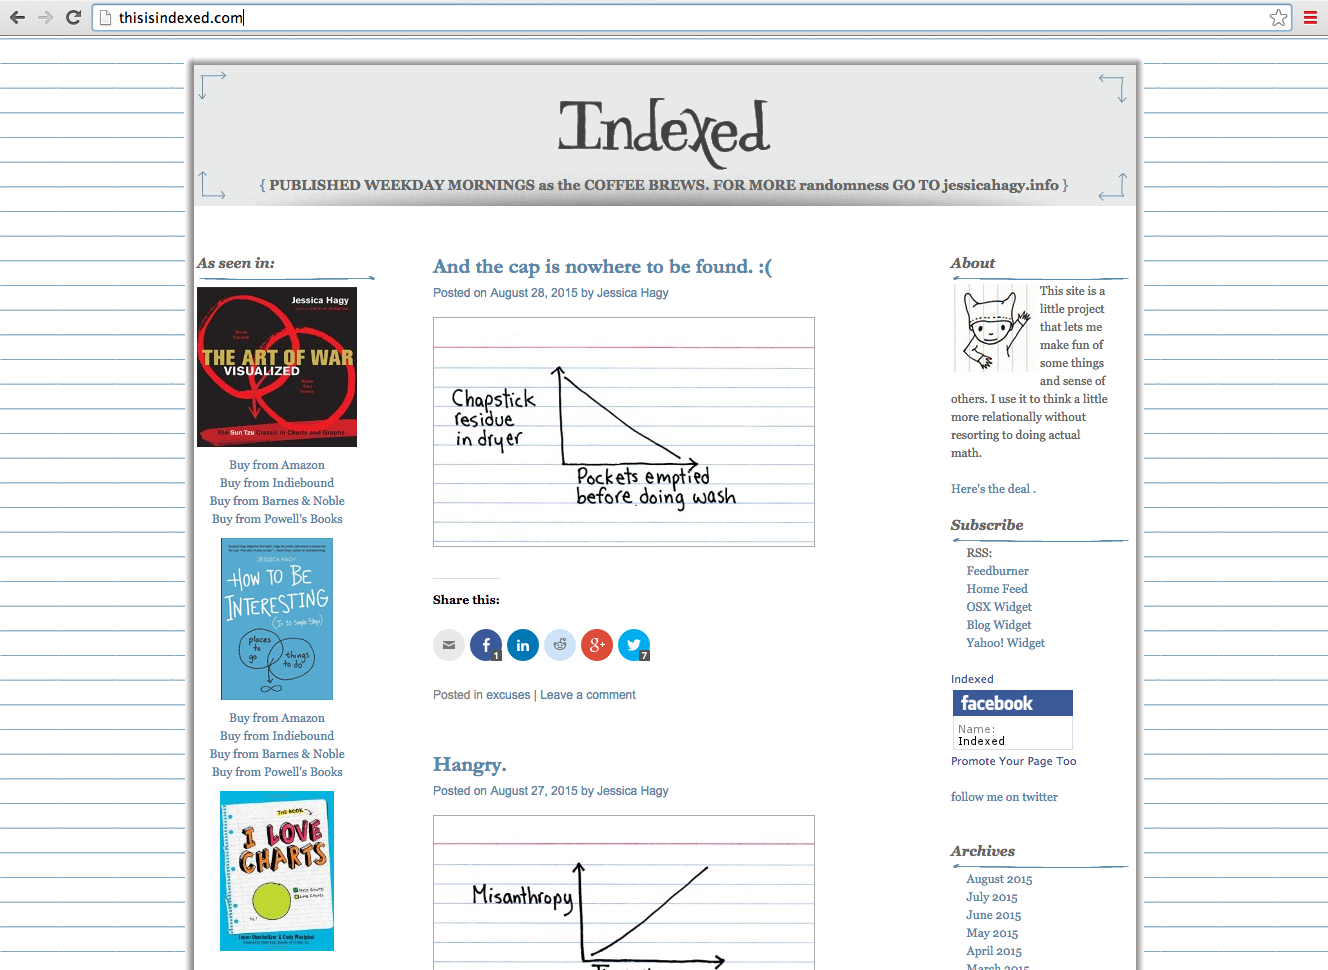 thisisindexed.com
Indexed
{ PUBLISHED WEEKDAY MORNINGS as the COFFEE BREWS. FOR MORE randomness GO TO jessicahagy.info }
As seen in:
Jessica Hagy
THE ART OF WAR
VISUALIZED
The Sun Tzu Classic in Charts and Graphs
Buy from Amazon
Buy from Indiebound
Buy from Barnes & Noble
Buy from Powell's Books
JESSICA HAGY
HOW TO BE
INTERESTING
(In 10 Simple Steps)
places
to
go
things
to do
Buy from Amazon
Buy from Indiebound
Buy from Barnes & Noble
Buy from Powell's Books
THE BOOK
I LOVE
CHARTS
And the cap is nowhere to be found. :(
Posted on August 28, 2015 by Jessica Hagy
Chapstick
residue
in dryer
Pockets emptied
before doing wash
Share this:
1
7
Posted in excuses | Leave a comment
Hangry.
Posted on August 27, 2015 by Jessica Hagy
Misanthropy
About
This site is a
little project
that lets me
make fun of
some things
and sense of
others. I use it to think a little
more relationally without
resorting to doing actual
math.
Here's the deal .
Subscribe
RSS:
Feedburner
Home Feed
OSX Widget
Blog Widget
Yahoo! Widget
Indexed
facebook
Name:
Indexed
Promote Your Page Too
follow me on twitter
Archives
August 2015
July 2015
June 2015
May 2015
April 2015
March 2015